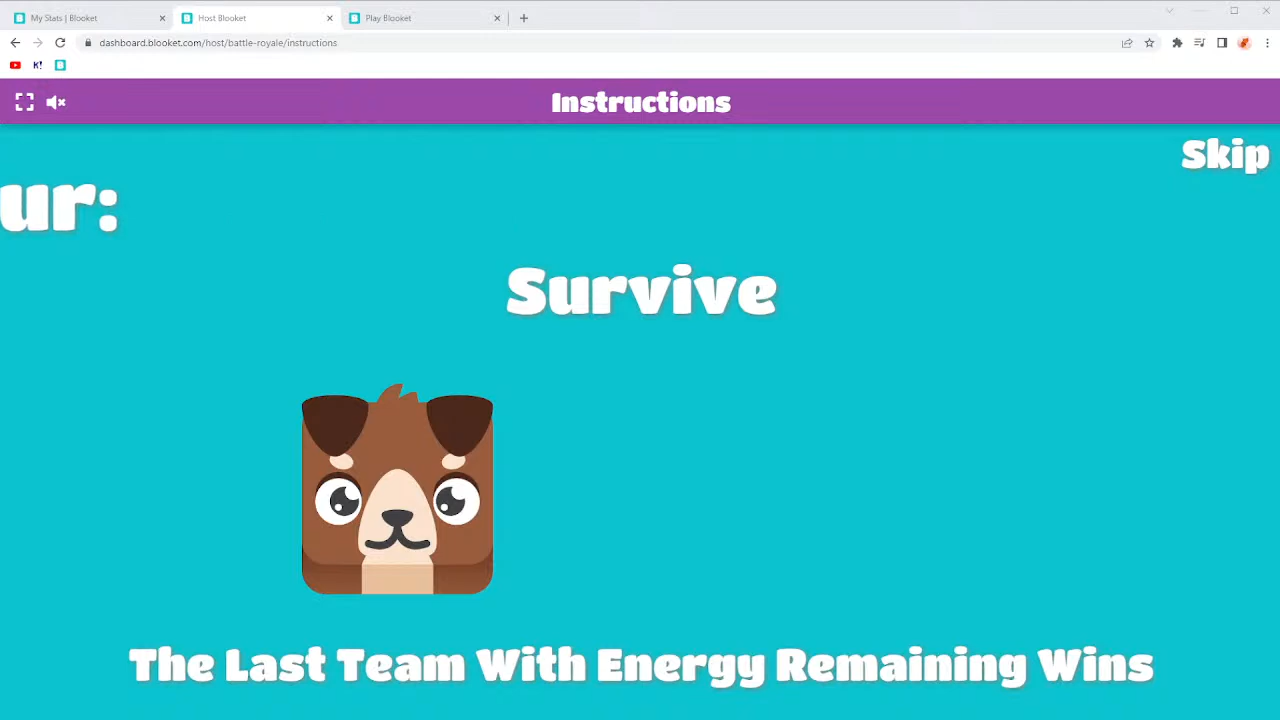 My Stats | Blooket
Host Blooket
Play Blooket
dashboard.blooket.com/host/battle-royale/instructions
K!
Instructions
Skip
ur:
Survive
The Last Team With Energy Remaining Wins